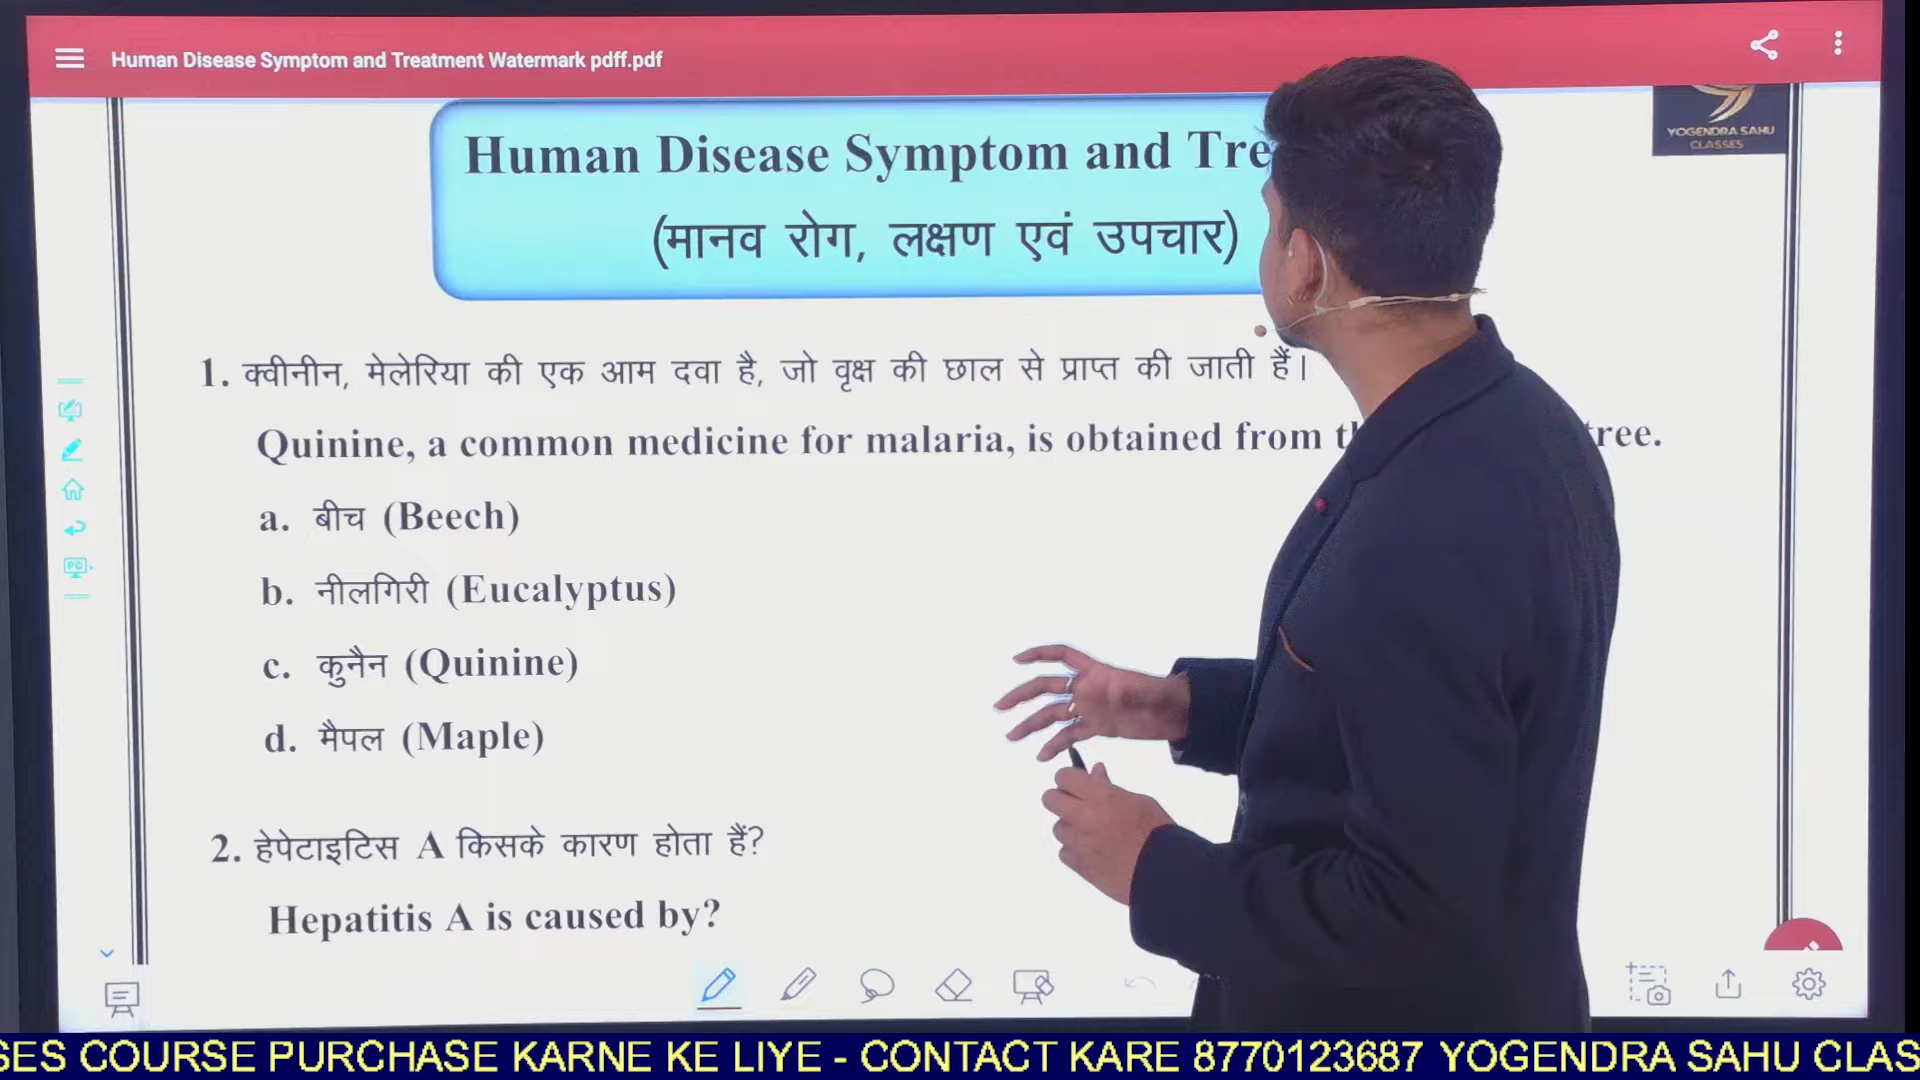 Human Disease Symptom and Treatment Watermark pdff.pdf
YOGENDRA SAHU
CLASSES
Human Disease Symptom and
(मानव रोग, लक्षण एवं उपचार)
1. क्वीनीन, मेलेरिया की एक आम दवा है, जो वृक्ष की छाल से प्राप्त की जाती हैं।
Quinine, a common medicine for malaria, is obtained from tree.
a. बीच (Beech)
b. नीलगिरी (Eucalyptus)
c. कुनैन (Quinine)
d. मैपल (Maple)
2. हेपेटाइटिस A किसके कारण होता हैं?
Hepatitis A is caused by?
PC
SES COURSE PURCHASE KARNE KE LIYE - CONTACT KARE 8770123687 YOGENDRA SAHU CLAS